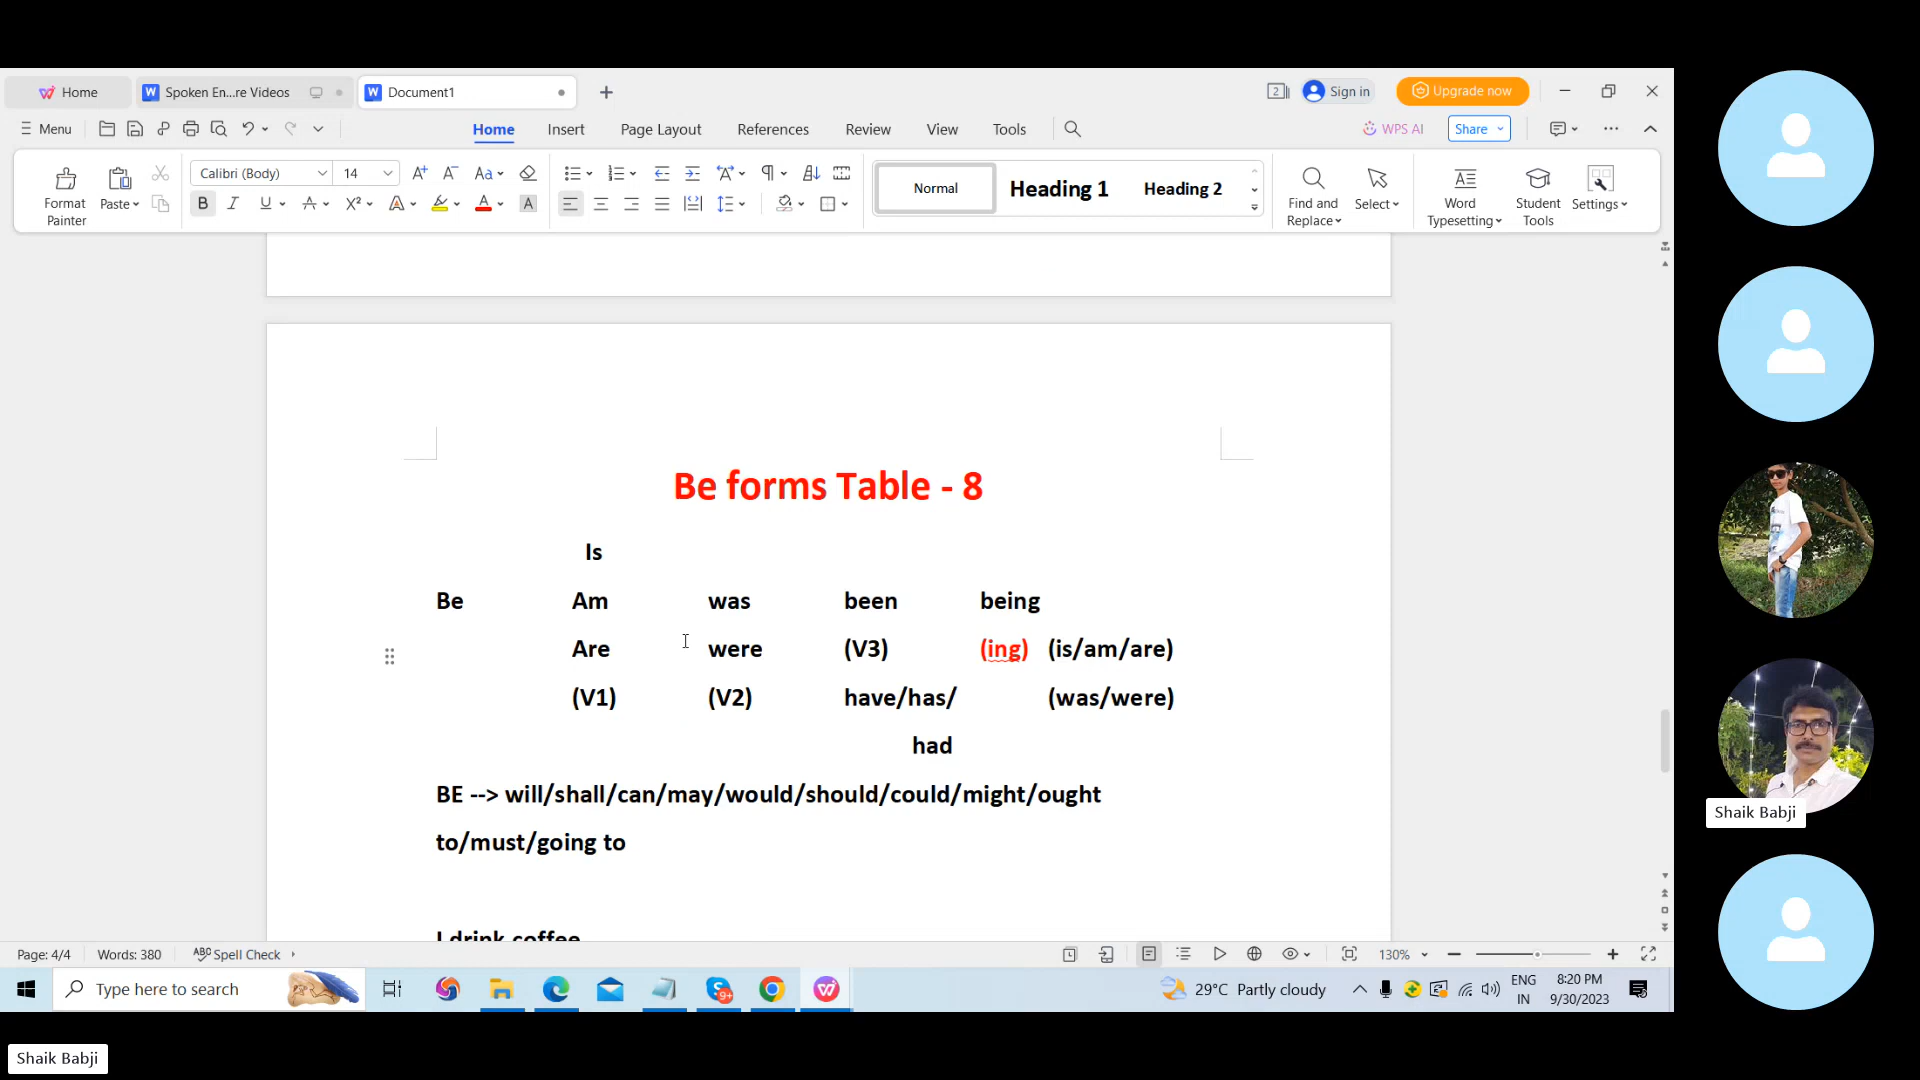 Home
Spoken En...re Videos
Document1
2
Sign in
Upgrade now
Menu
Home
Insert
Page Layout
References
Review
View
Tools
WPS AI
Share
Format
Painter
Paste
Calibri (Body)
14
Normal
Heading 1
Heading 2
Find and
Replace
Select
Word
Typesetting
Student
Tools
Settings
Be forms Table - 8
Is
Be Am was been being
Are were (V3) (ing) (is/am/are)
(V1) (V2) have/has/ (was/were)
had
BE --> will/shall/can/may/would/should/could/might/ought
to/must/going to
I drink coffee
Page: 4/4
Words: 380
Spell Check
130%
Type here to search
9+
29°C Partly cloudy
ENG
IN
8:20 PM
9/30/2023
Shaik Babji
Shaik Babji